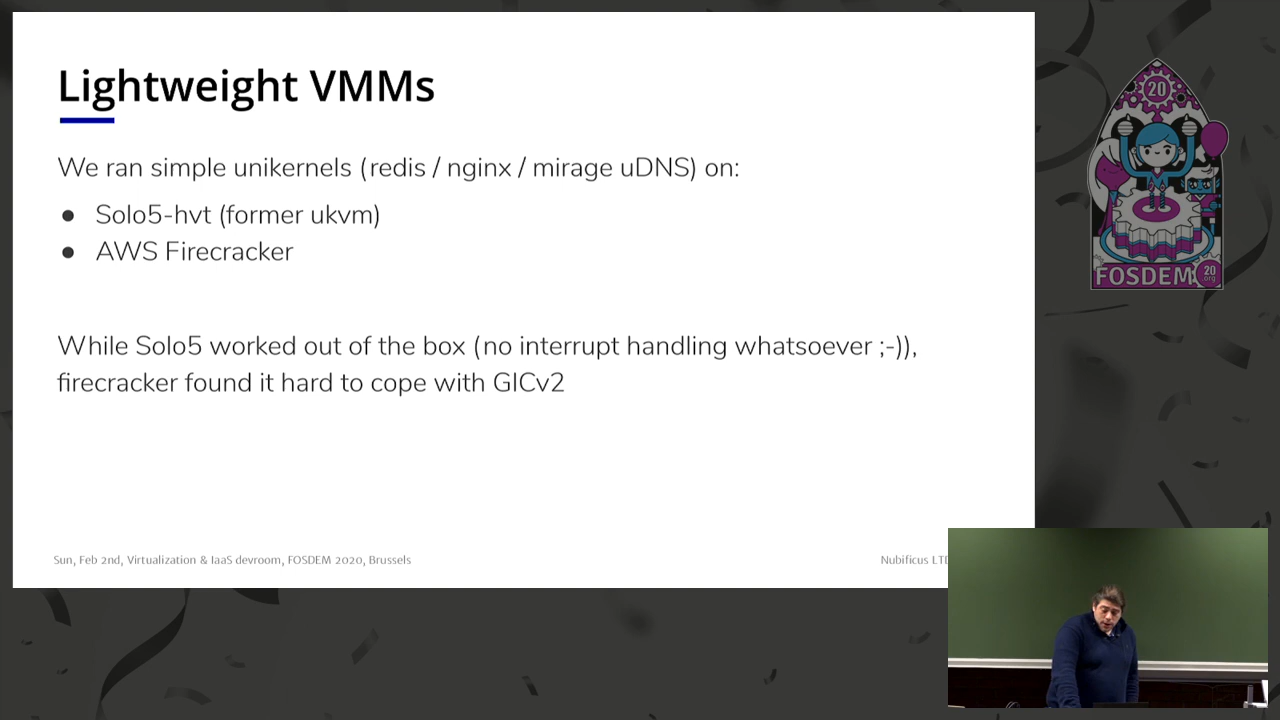 Lightweight VMMs
We ran simple unikernels (redis / nginx / mirage uDNS) on:
● Solo5-hvt (former ukvm)
● AWS Firecracker
While Solo5 worked out of the box (no interrupt handling whatsoever ;-)),
firecracker found it hard to cope with GICv2
Sun, Feb 2nd, Virtualization & IaaS devroom, FOSDEM 2020, Brussels
Nubificus
20
FOSDEM
20
.org